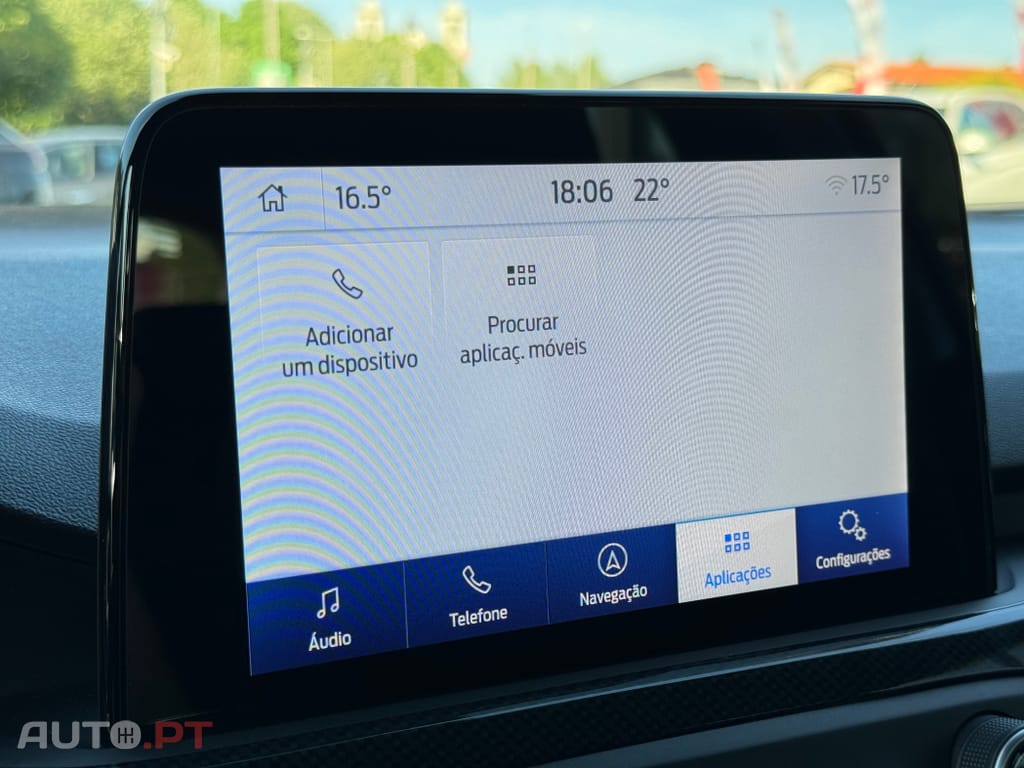 16.5° 18:06 22° 17.5°
Adicionar
um dispositivo
Procurar
aplicaç. móveis
Áudio
Telefone
Navegação
Aplicações
Configurações
AUTO.PT